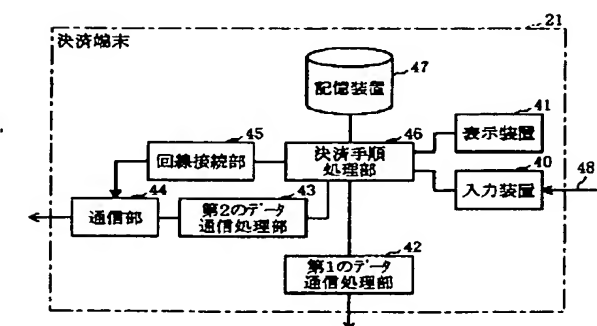 21
決済端末
47
記憶装置
41
表示装置
45
回線接続部
46
決済手順
処理部
40
入力装置
48
44
通信部
43
第2のデータ
通信処理部
42
第1のデータ
通信処理部